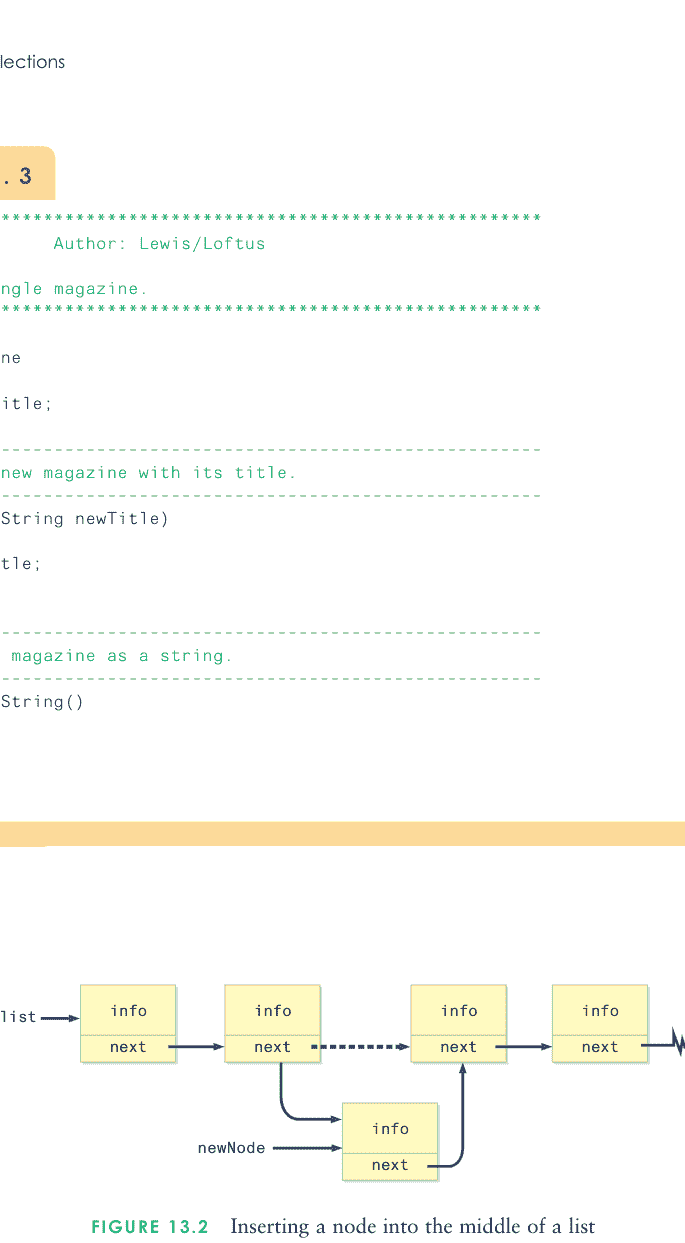 lections
. 3
***************************************************
Author: Lewis/Loftus
ngle magazine.
***************************************************
ne
itle;
---------------------------------------------------
new magazine with its title.
---------------------------------------------------
String newTitle)
tle;
---------------------------------------------------
magazine as a string.
---------------------------------------------------
String()
list
info
info
info
info
next
next
next
next
info
newNode
next
FIGURE 13.2 Inserting a node into the middle of a list